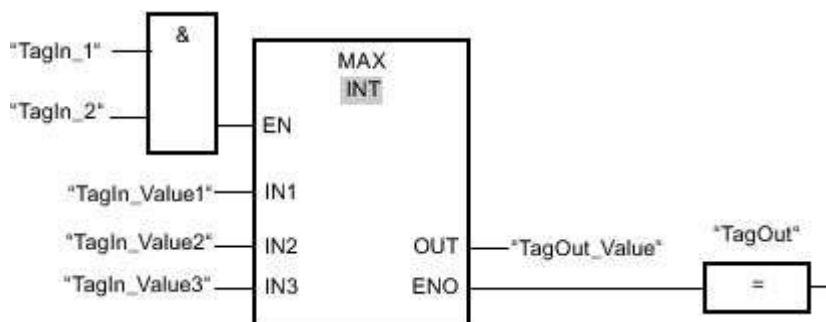 &
"TagIn_1"
MAX
INT
"TagIn_2"
EN
"TagIn_Value1"
IN1
"TagIn_Value2"
IN2
OUT
"TagOut_Value"
"TagOut"
"TagIn_Value3"
IN3
ENO
=